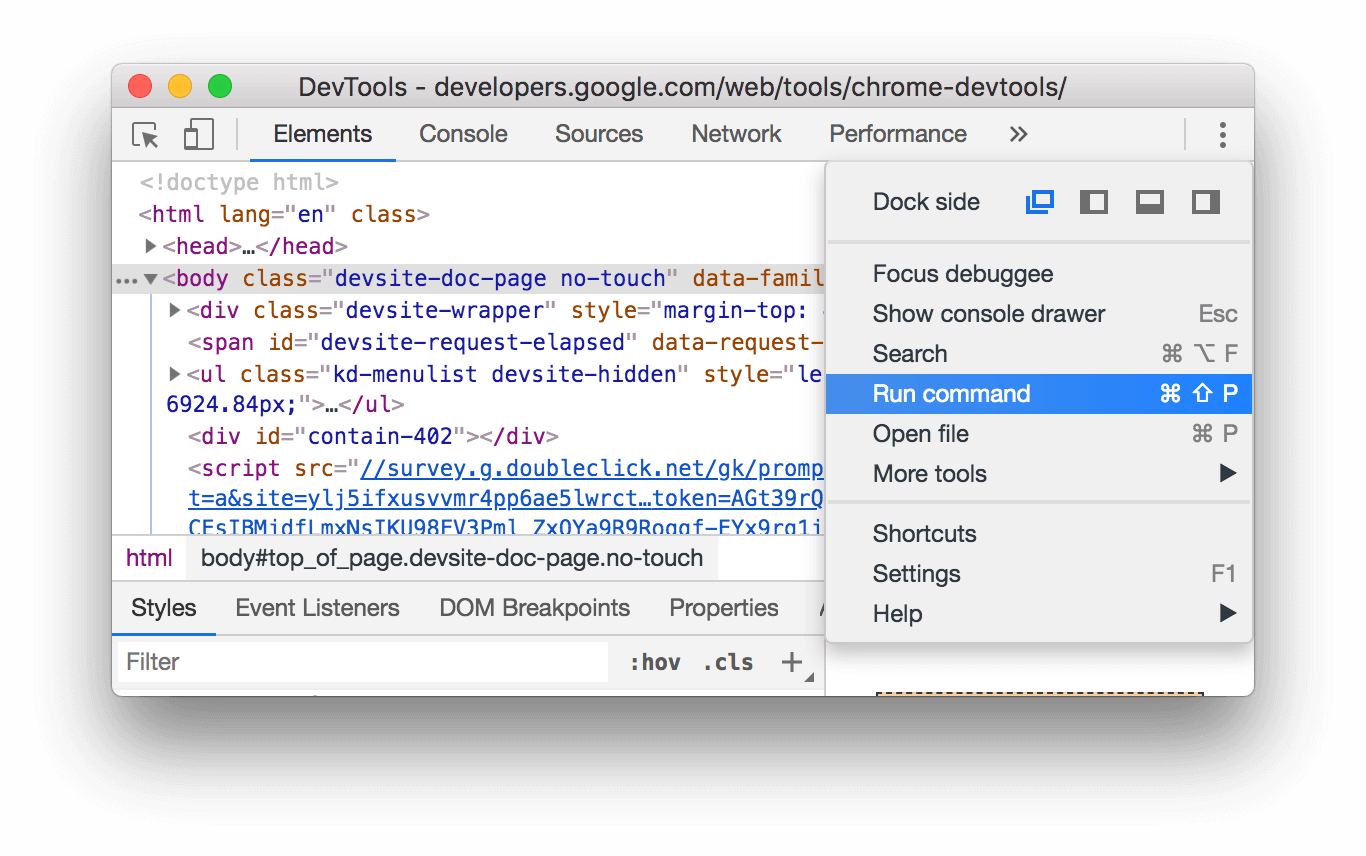 DevTools - developers.google.com/web/tools/chrome-devtools/
Elements Console Sources Network Performance »
<!doctype html>
<html lang="en" class>
▶<head>…</head>
…▼<body class="devsite-doc-page no-touch" data-famil
▶<div class="devsite-wrapper" style="margin-top:
<span id="devsite-request-elapsed" data-request-
▶<ul class="kd-menulist devsite-hidden" style="le
6924.84px;">…</ul>
<div id="contain-402"></div>
<script src="//survey.g.doubleclick.net/gk/promp
t=a&site=ylj5ifxusvvmr4pp6ae5lwrct…token=AGt39rQ
html body#top_of_page.devsite-doc-page.no-touch
Styles Event Listeners DOM Breakpoints Properties
Filter :hov .cls +
Dock side
Focus debuggee
Show console drawer Esc
Search ⌘ ⌥ F
Run command ⌘ ⇧ P
Open file ⌘ P
More tools ▶
Shortcuts
Settings F1
Help ▶